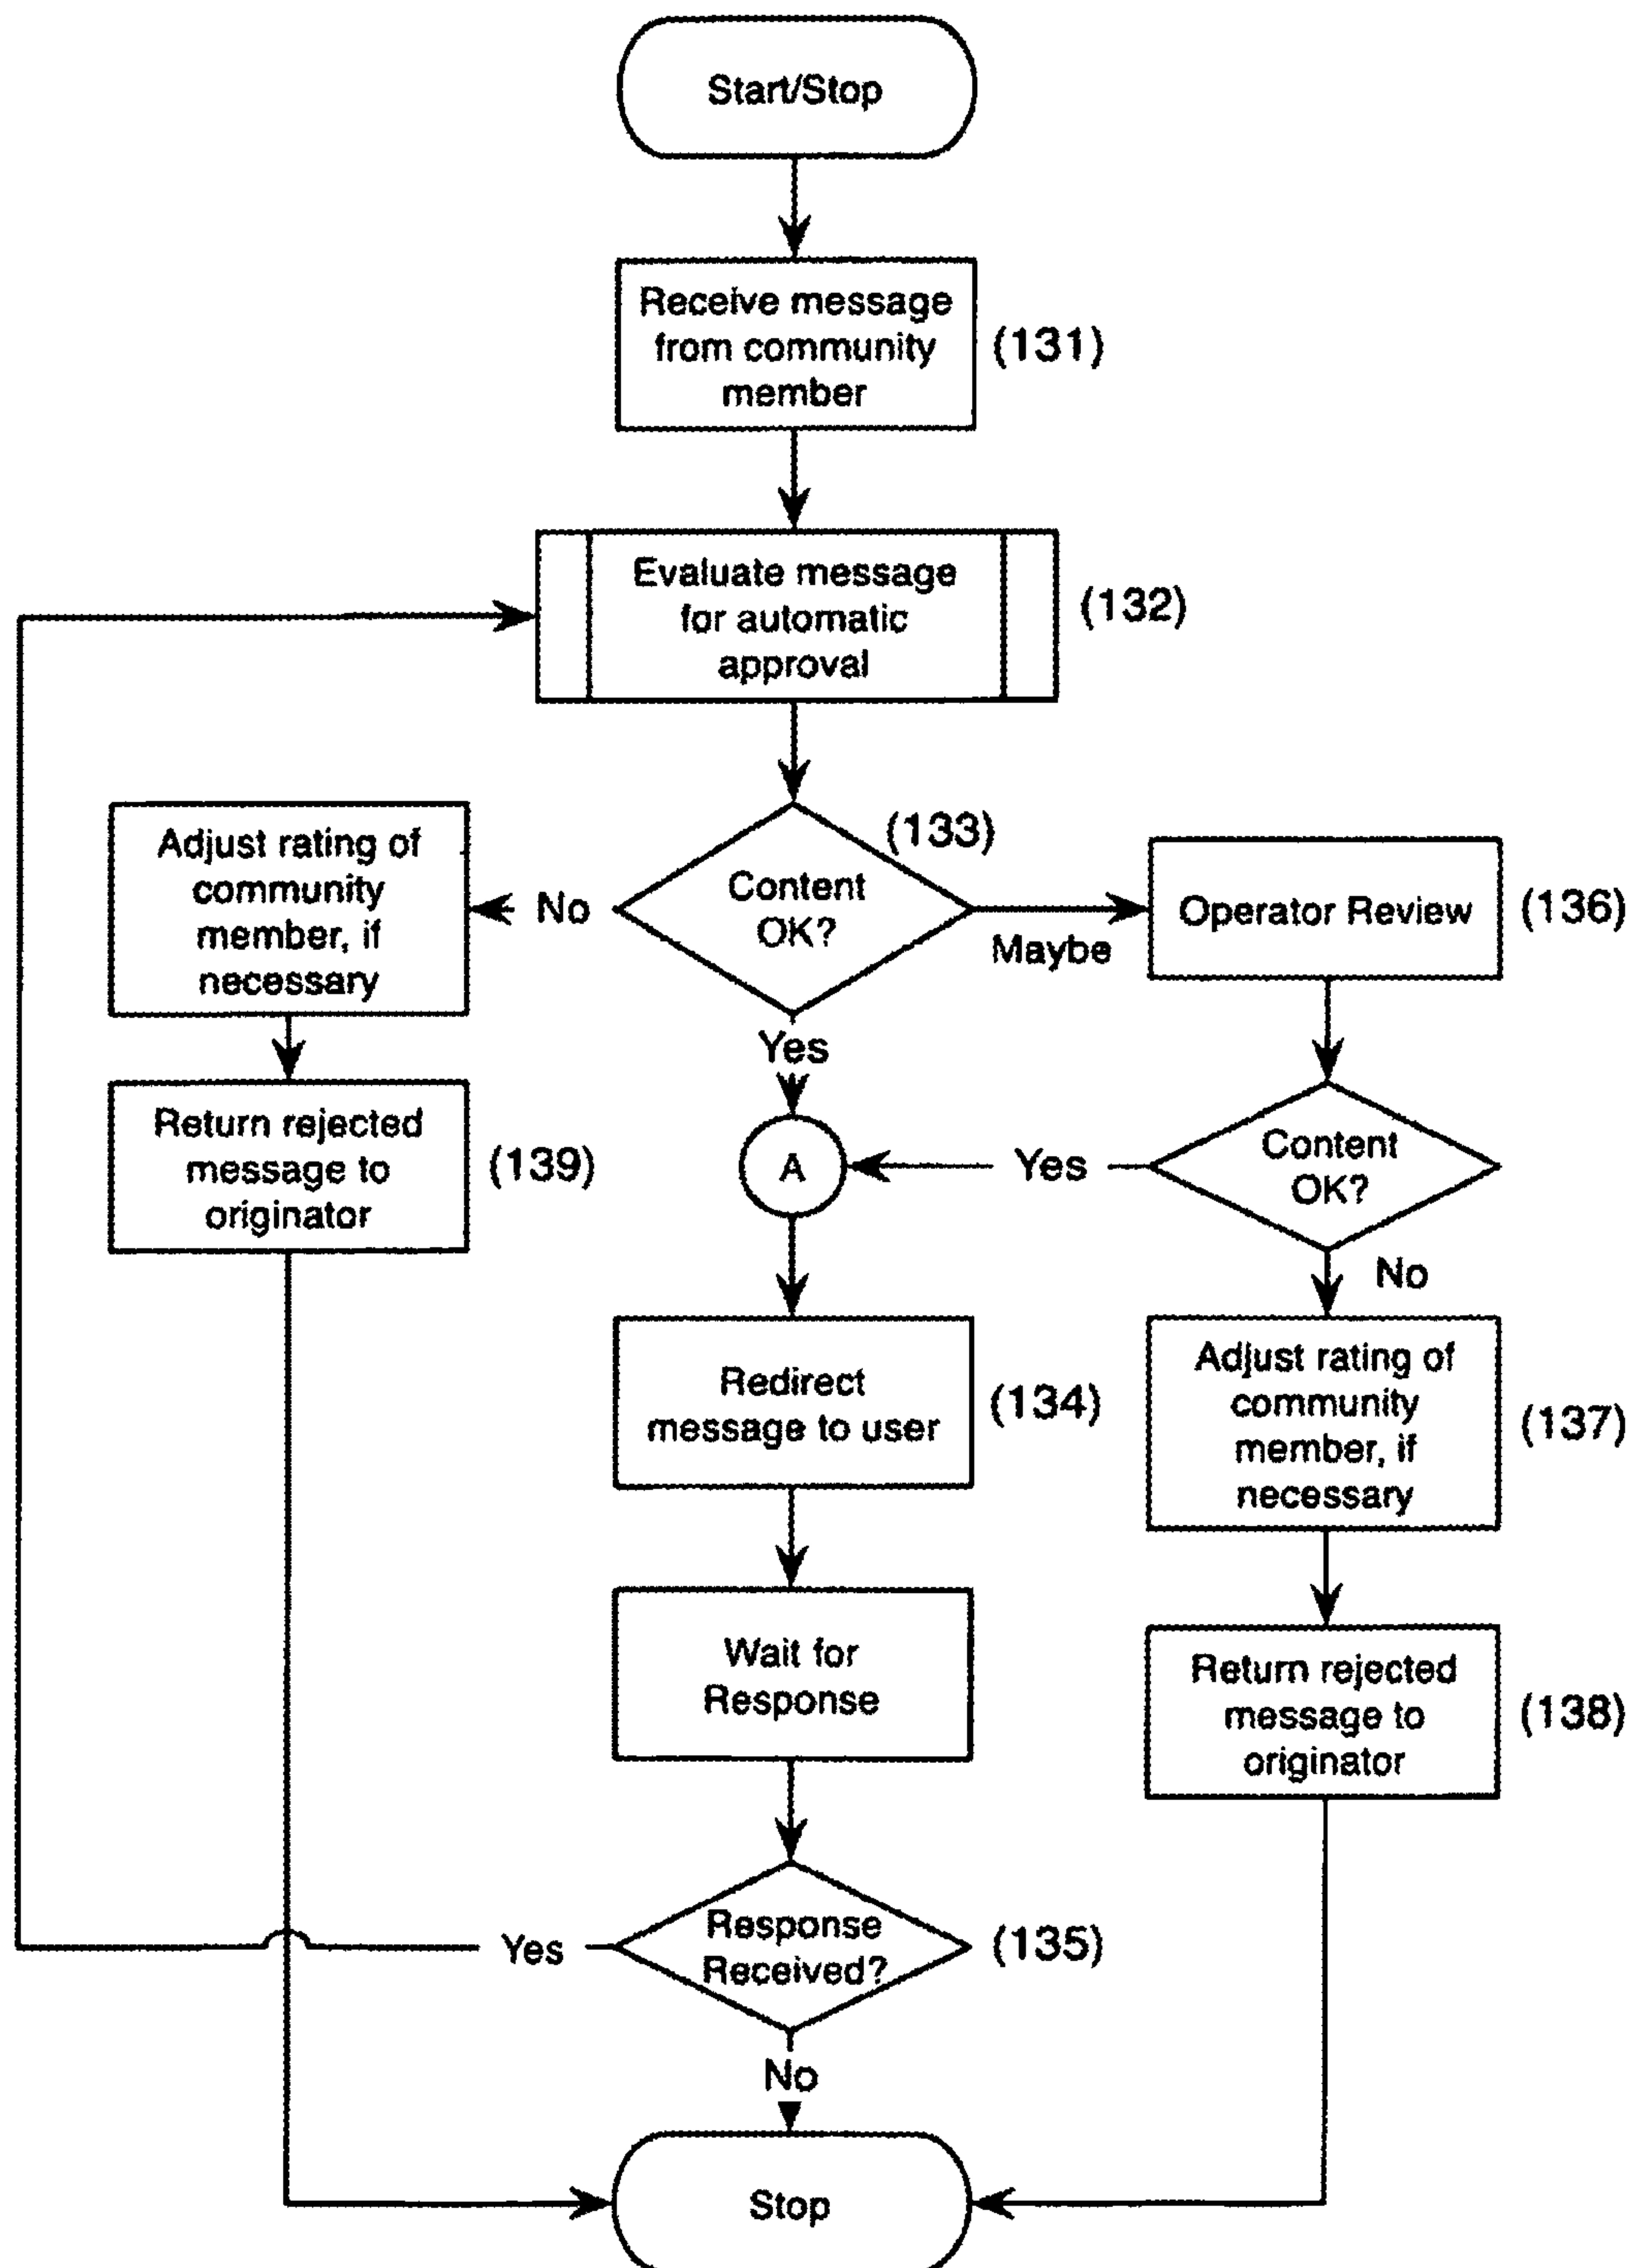 Start/Stop
Receive message
from community
member
(131)
Evaluate message
for automatic
approval
(132)
(133)
Content
OK?
No
Maybe
Yes
Adjust rating of
community
member, if
necessary
Return rejected
message to
originator
(139)
Operator Review
(136)
Content
OK?
Yes
No
A
Redirect
message to user
(134)
Adjust rating of
community
member, if
necessary
(137)
Wait for
Response
Return rejected
message to
originator
(138)
Response
Received?
(135)
Yes
No
Stop